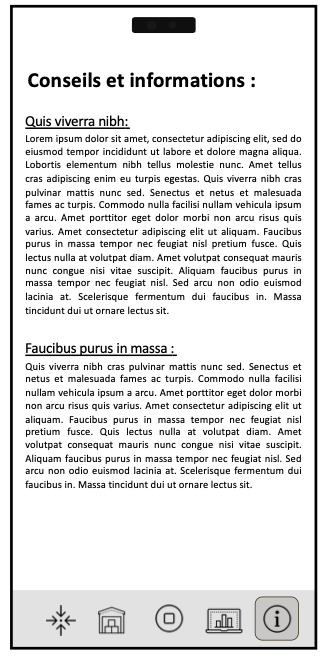 Conseils et informations :
Quis viverra nibh:
Lorem ipsum dolor sit amet, consectetur adipiscing elit, sed do
eiusmod tempor incididunt ut labore et dolore magna aliqua.
Lobortis elementum nibh tellus molestie nunc. Amet tellus
cras adipiscing enim eu turpis egestas. Quis viverra nibh cras
pulvinar mattis nunc sed. Senectus et netus et malesuada
fames ac turpis. Commodo nulla facilisi nullam vehicula ipsum
a arcu. Amet porttitor eget dolor morbi non arcu risus quis
varius. Amet consectetur adipiscing elit ut aliquam. Faucibus
purus in massa tempor nec feugiat nisl pretium fusce. Quis
lectus nulla at volutpat diam. Amet volutpat consequat mauris
nunc congue nisi vitae suscipit. Aliquam faucibus purus in
massa tempor nec feugiat nisl. Sed arcu non odio euismod
lacinia at. Scelerisque fermentum dui faucibus in. Massa
tincidunt dui ut ornare lectus sit.
Faucibus purus in massa :
Quis viverra nibh cras pulvinar mattis nunc sed. Senectus et
netus et malesuada fames ac turpis. Commodo nulla facilisi
nullam vehicula ipsum a arcu. Amet porttitor eget dolor morbi
non arcu risus quis varius. Amet consectetur adipiscing elit ut
aliquam. Faucibus purus in massa tempor nec feugiat nisl
pretium fusce. Quis lectus nulla at volutpat diam. Amet
volutpat consequat mauris nunc congue nisi vitae suscipit.
Aliquam faucibus purus in massa tempor nec feugiat nisl. Sed
arcu non odio euismod lacinia at. Scelerisque fermentum dui
faucibus in. Massa tincidunt dui ut ornare lectus sit.